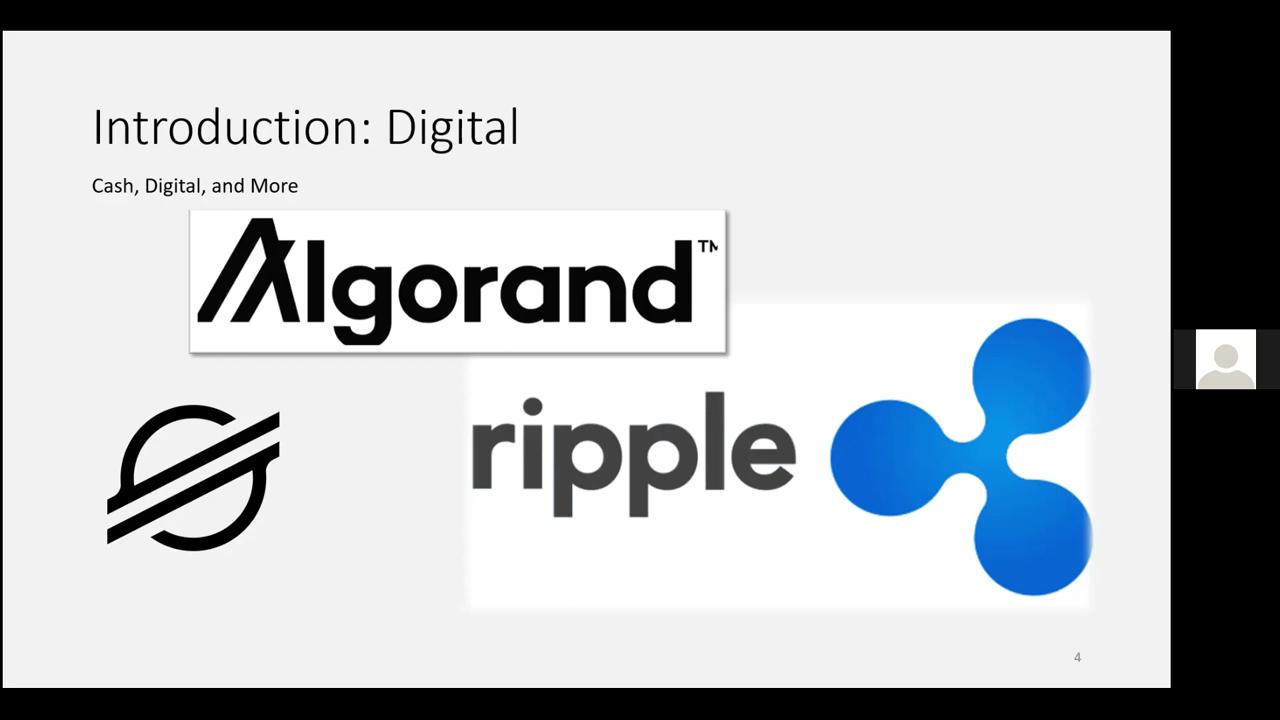 Introduction: Digital
Cash, Digital, and More
Algorand™
ripple
4